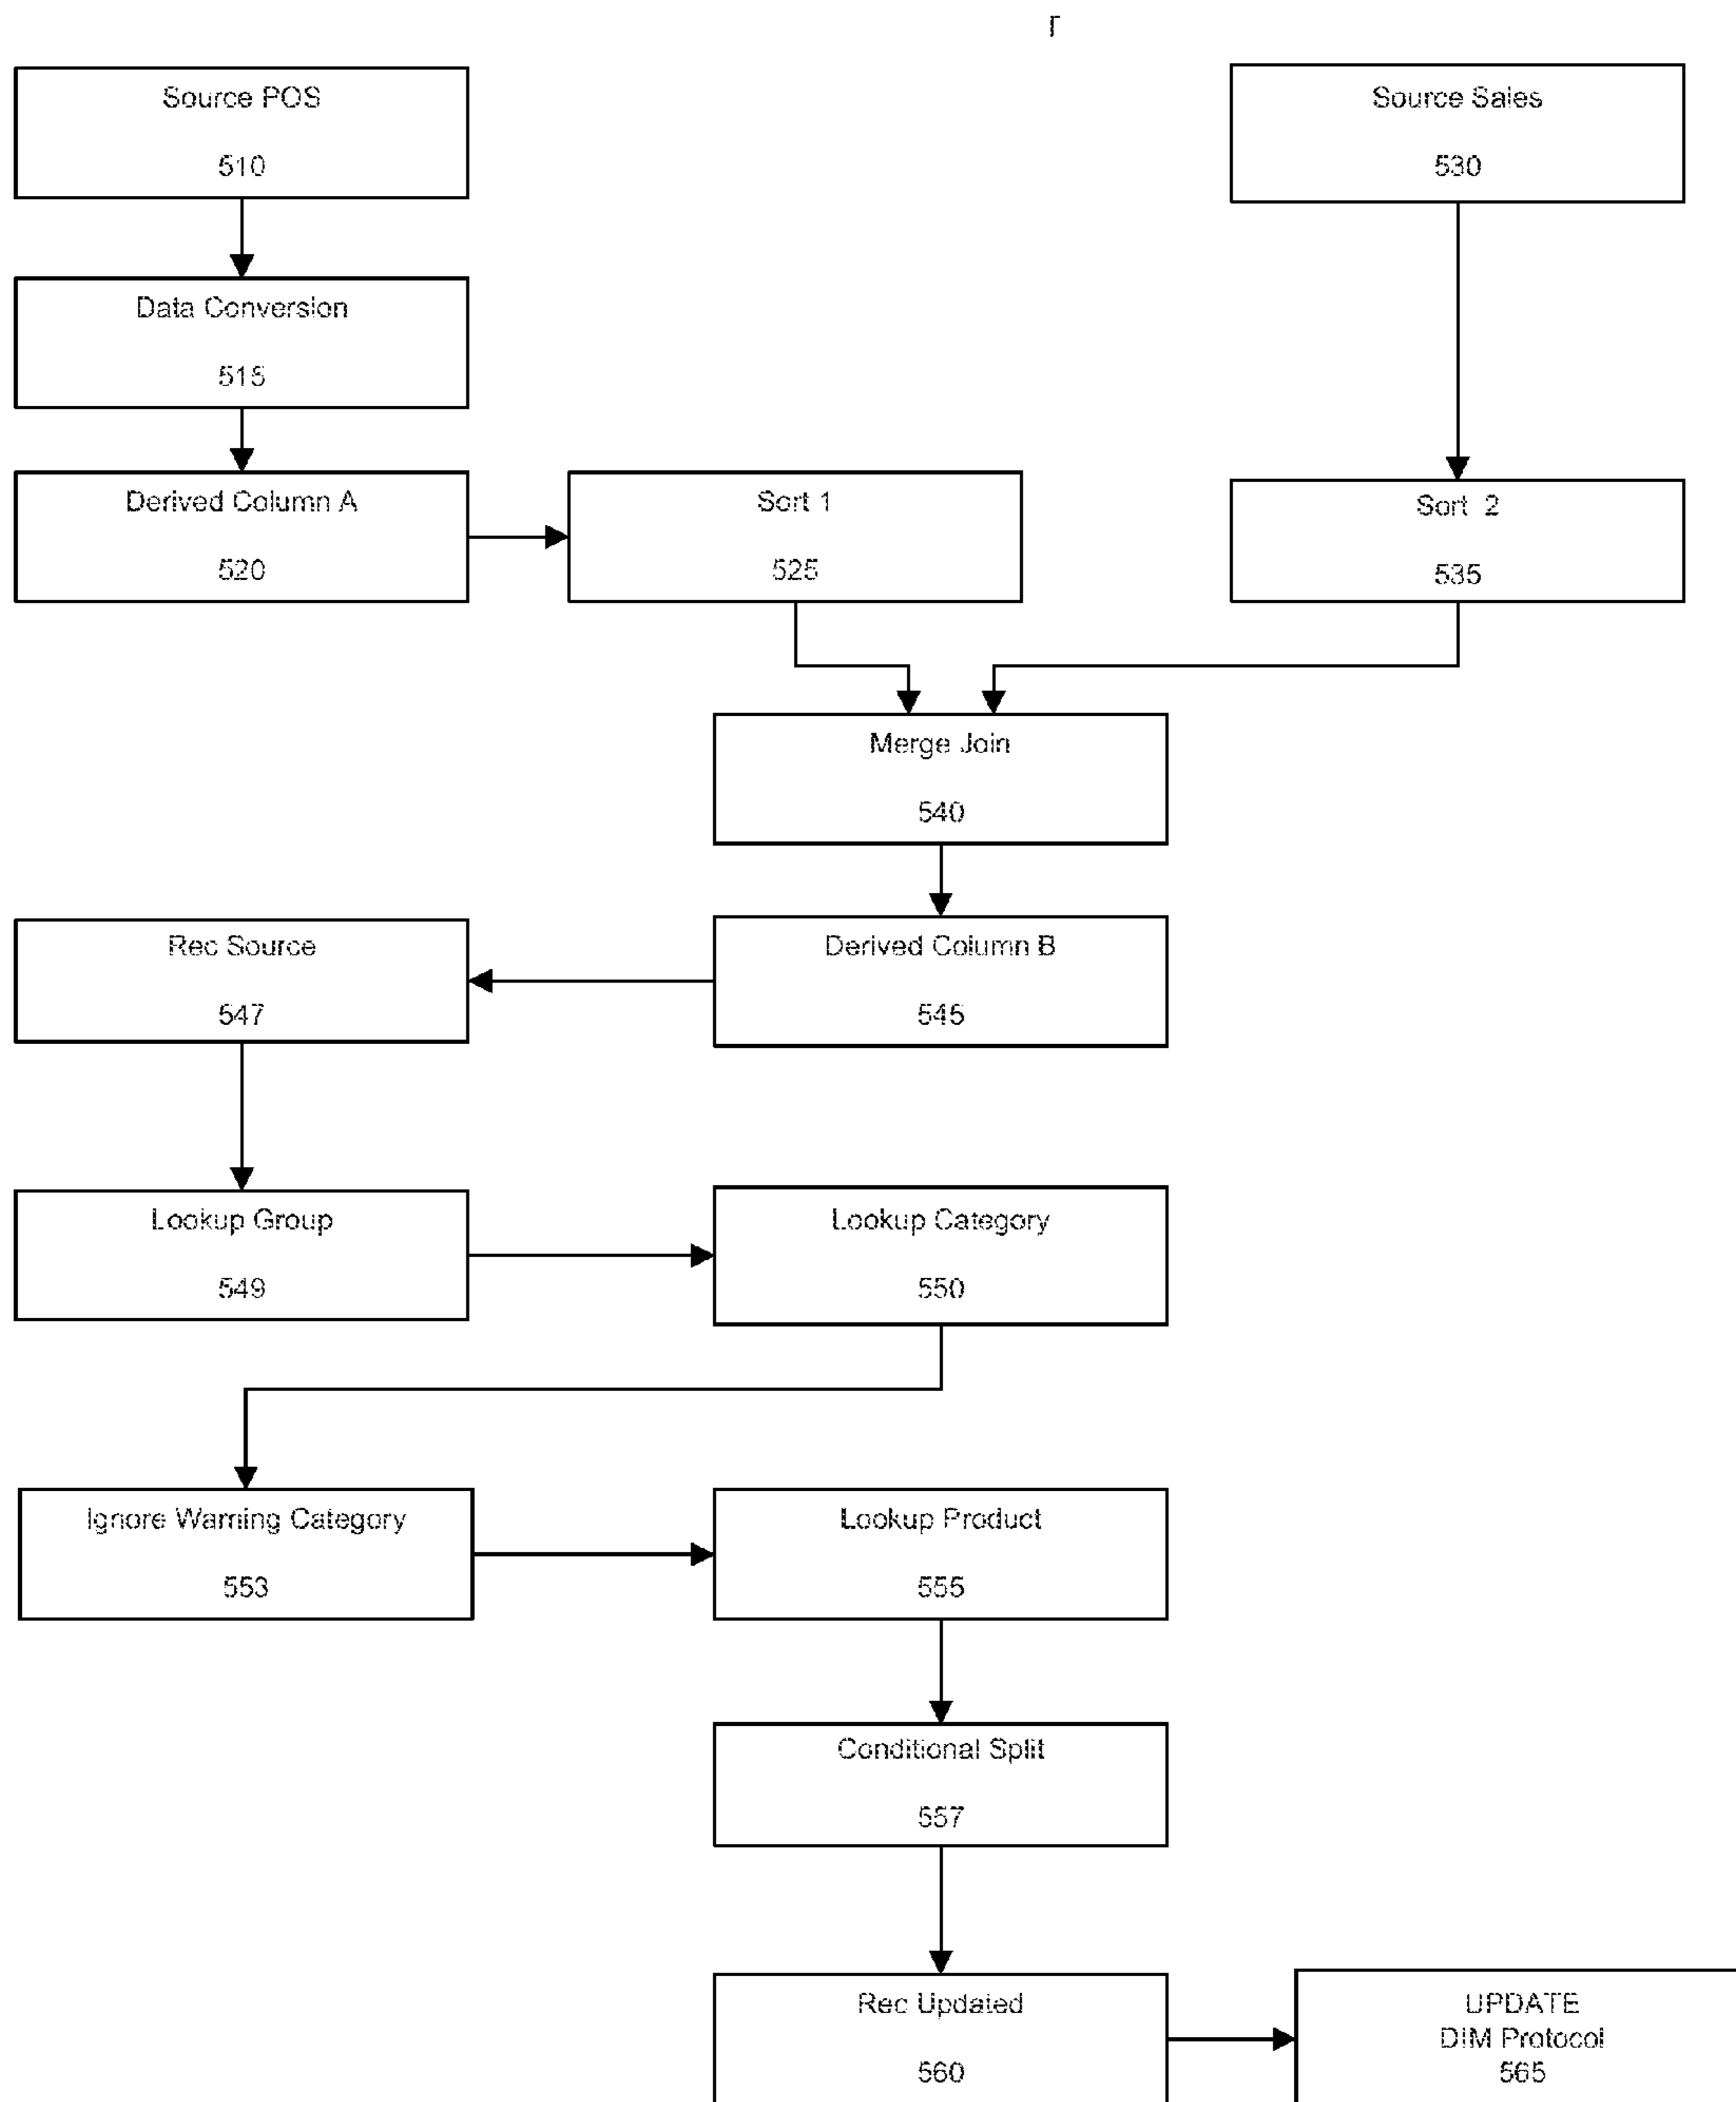 Source POS
510
Source Sales
530
Data Conversion
515
Derived Column A
520
Sort 1
525
Sort 2
535
Merge Join
540
Rec Source
547
Derived Column B
545
Lookup Group
549
Lookup Category
550
Ignore Warning Category
553
Lookup Product
555
Conditional Split
557
Rec Updated
560
UPDATE
DIM Protocol
565